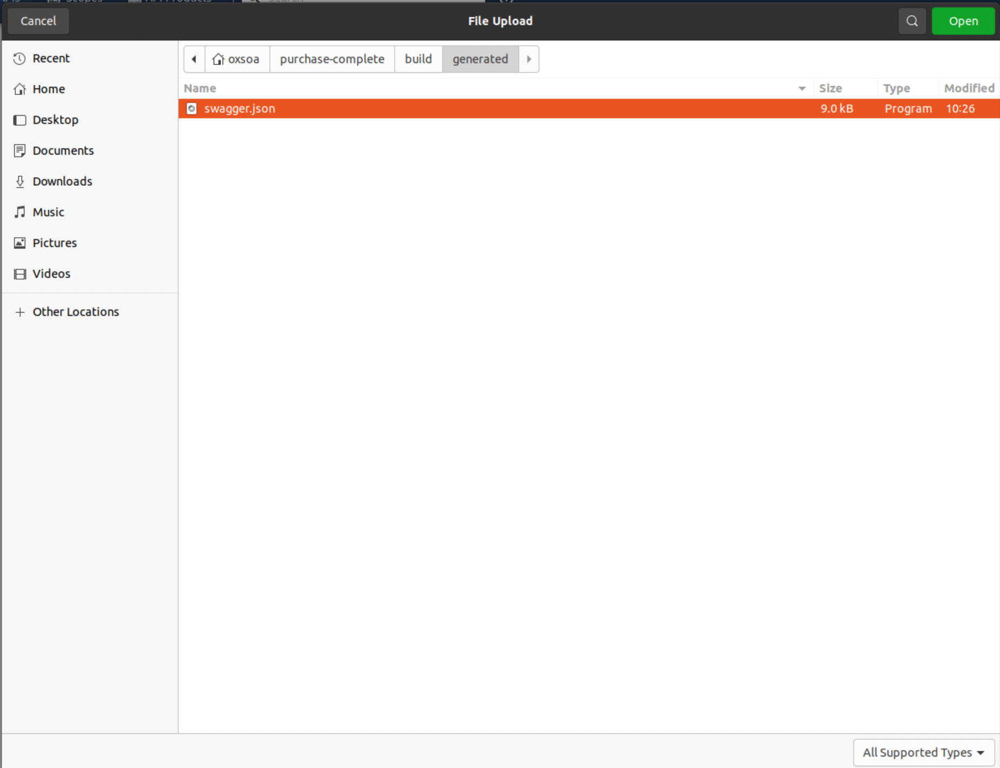 Cancel File Upload Open
Recent
Home
Desktop
Documents
Downloads
Music
Pictures
Videos
Other Locations
oxsoa purchase-complete build generated
Name Size Type Modified
swagger.json 9.0 kB Program 10:26
All Supported Types